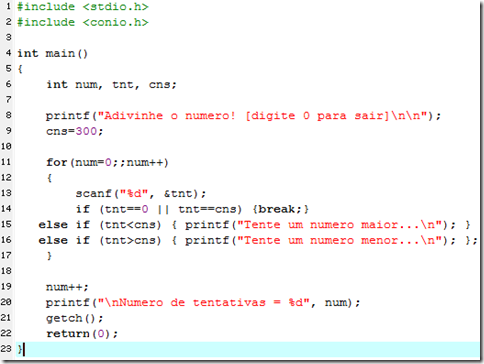 1 #include <stdio.h>
2 #include <conio.h>
3
4 int main()
5 {
6     int num, tnt, cns;
7
8     printf("Adivinhe o numero! [digite 0 para sair]\n\n");
9     cns=300;
10
11     for(num=0;;num++)
12     {
13         scanf("%d", &tnt);
14         if (tnt==0 || tnt==cns) {break;}
15    else if (tnt<cns) { printf("Tente um numero maior...\n"); }
16    else if (tnt>cns) { printf("Tente um numero menor...\n"); };
17     }
18
19     num++;
20     printf("\nNumero de tentativas = %d", num);
21     getch();
22     return(0);
23 }